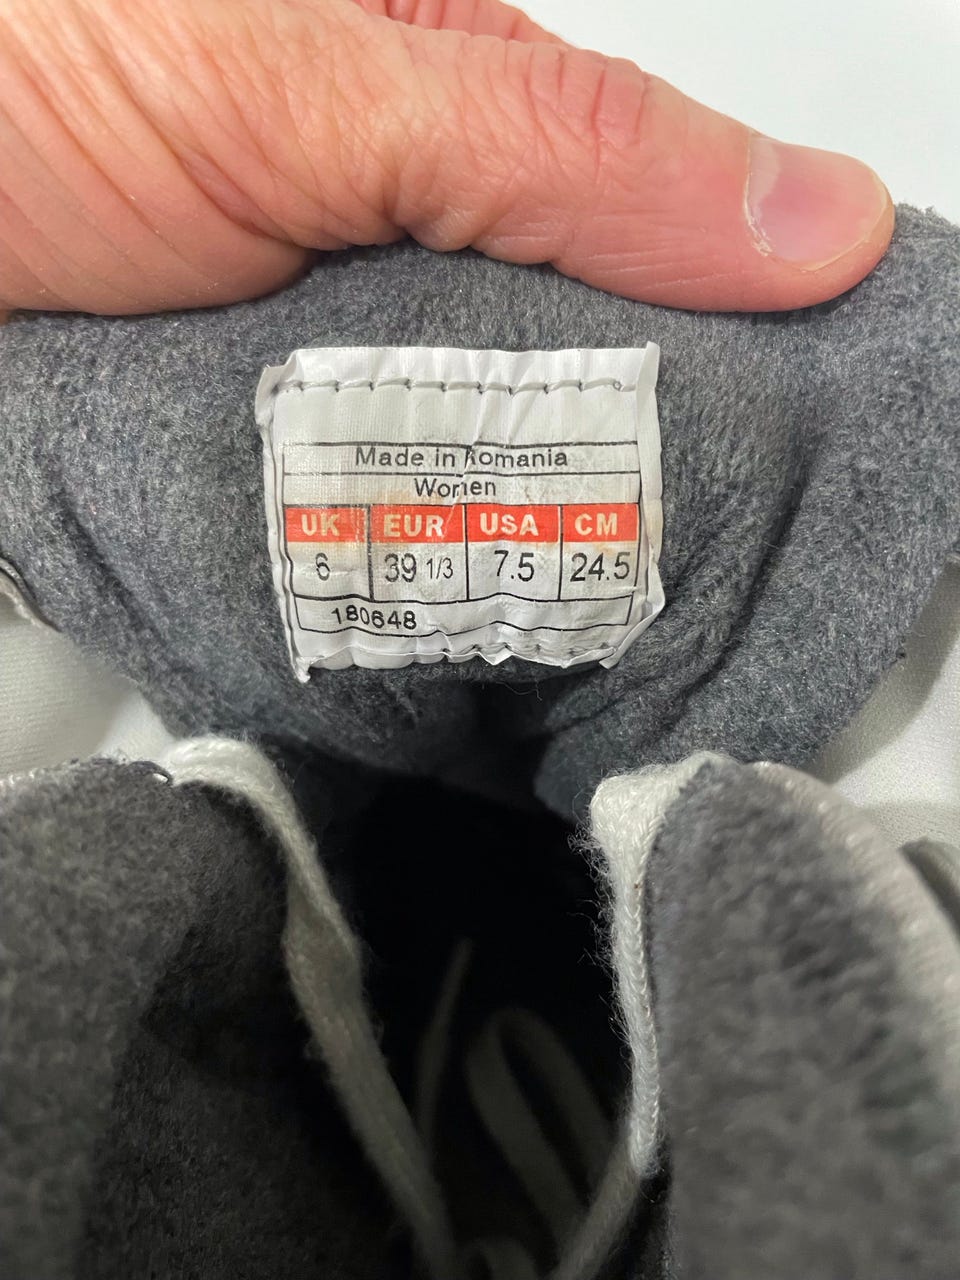 Made in Romania
Women
UK EUR USA CM
6 39 1/3 7.5 24.5
180648